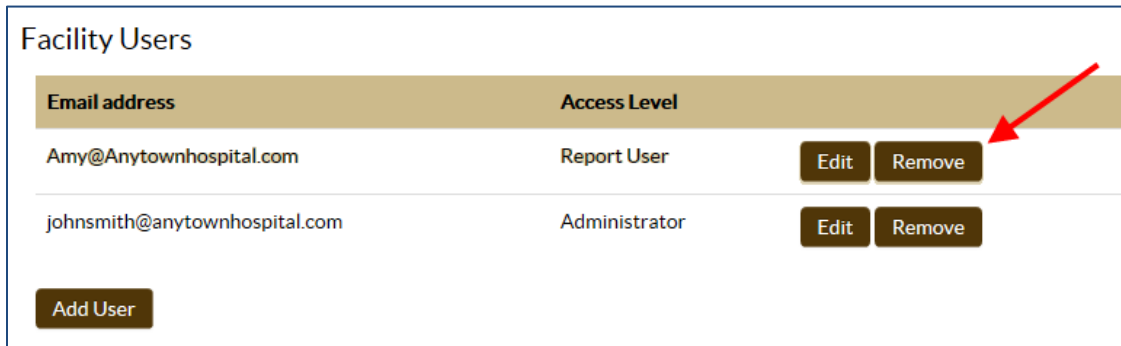 Facility Users
Email address Access Level
Amy@Anytownhospital.com Report User Edit Remove
johnsmith@anytownhospital.com Administrator Edit Remove
Add User